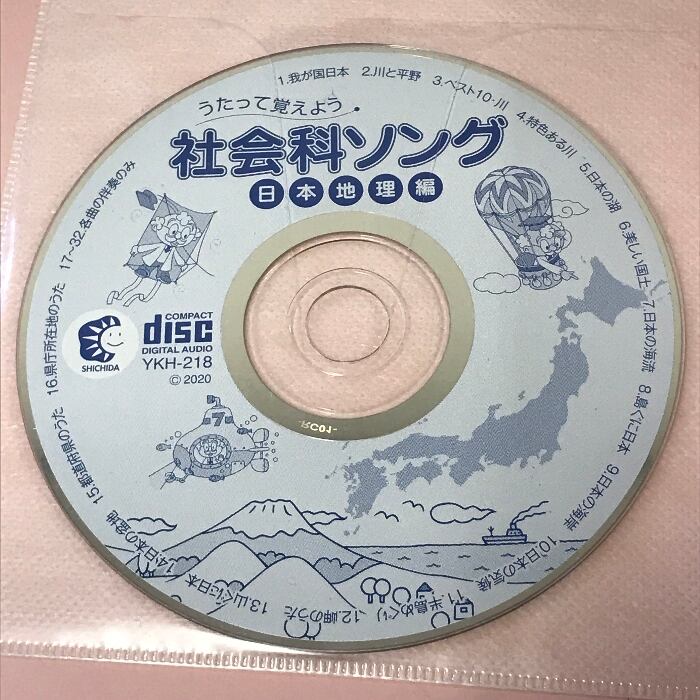 うたって覚えよう
社会科ソング
日本地理編
1.我が国日本
2.川と平野
3.ベスト10·川
4.特色ある川
5.日本の湖
6.美しい国土
7.日本の海流
8.島ぐに日本
9.日本の海岸
10.日本の気候
11.半島めぐり
12.岬のうた
13.山ぐに日本
14.日本の盆地
15.都道府県のうた
16.県庁所在地のうた
17~32.各曲の伴奏のみ
SHICHIDA
COMPACT
disc
DIGITAL AUDIO
YKH-218
© 2020
7